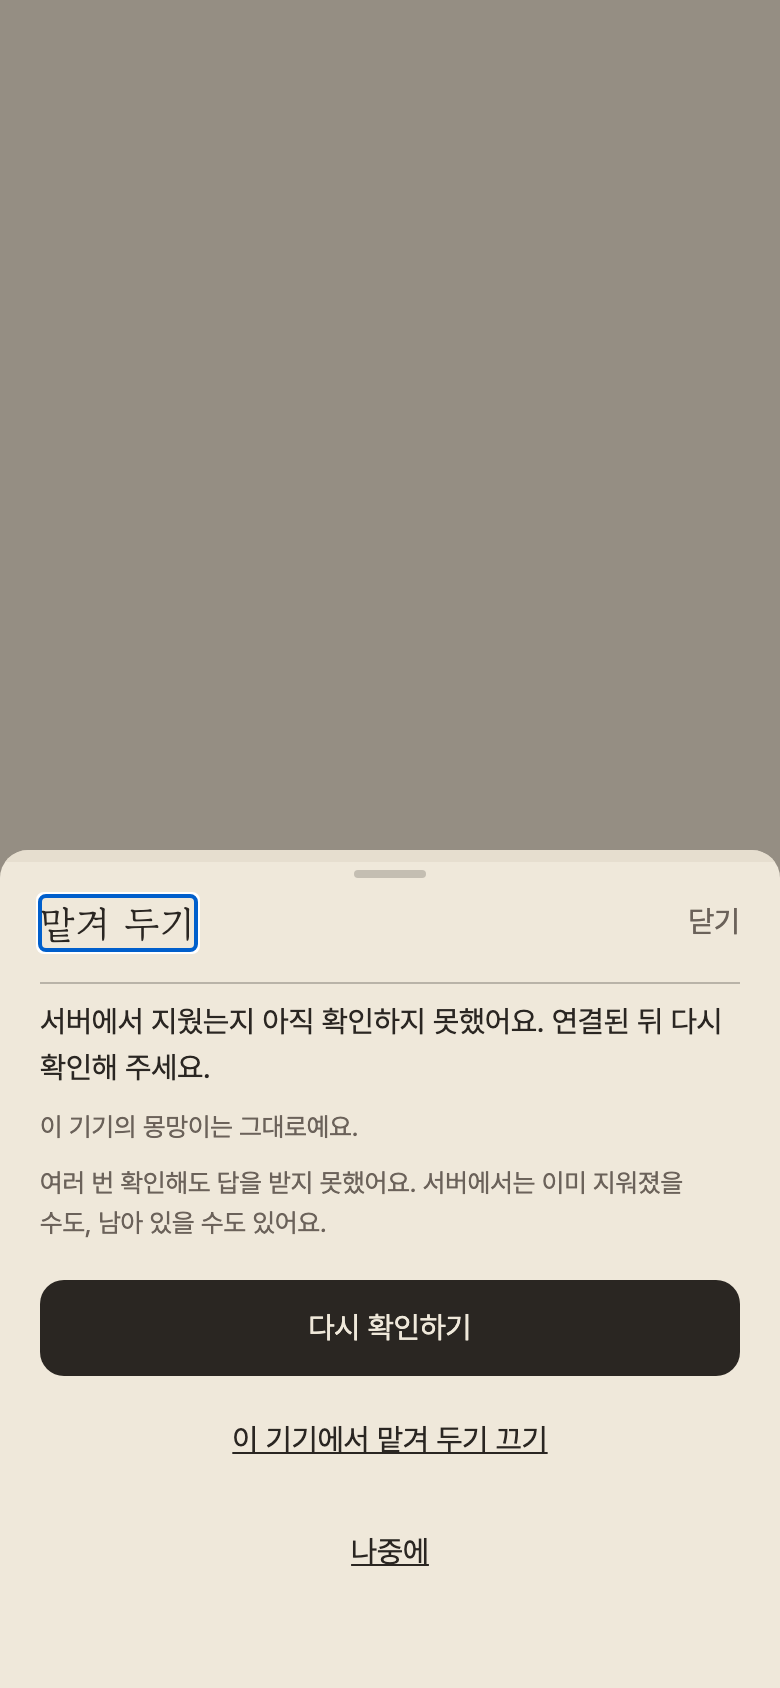 맡겨 두기
닫기
서버에서 지웠는지 아직 확인하지 못했어요. 연결된 뒤 다시
확인해 주세요.
이 기기의 몽망이는 그대로예요.
여러 번 확인해도 답을 받지 못했어요. 서버에서는 이미 지워졌을
수도, 남아 있을 수도 있어요.
다시 확인하기
이 기기에서 맡겨 두기 끄기
나중에